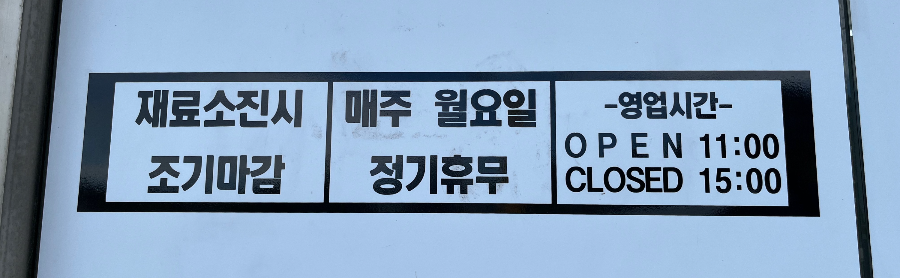 재료소진시
조기마감
매주 월요일
정기휴무
-영업시간-
OPEN 11:00
CLOSED 15:00